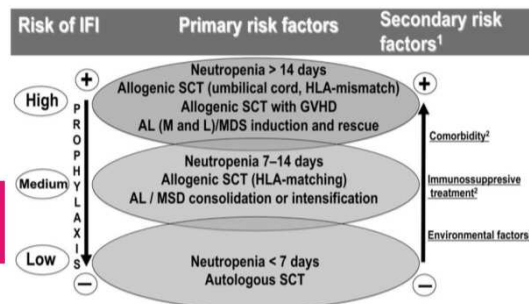 Risk of IFI
Primary risk factors
Secondary risk
factors1
+
High
Medium
Low
−
PROPHYLAXIS
Neutropenia > 14 days
Allogenic SCT (umbilical cord, HLA-mismatch)
Allogenic SCT with GVHD
AL (M and L)/MDS induction and rescue
Neutropenia 7–14 days
Allogenic SCT (HLA-matching)
AL / MSD consolidation or intensification
Neutropenia < 7 days
Autologous SCT
+
Comorbidity2
Immunossupresive
treatment2
Environmental factors
−